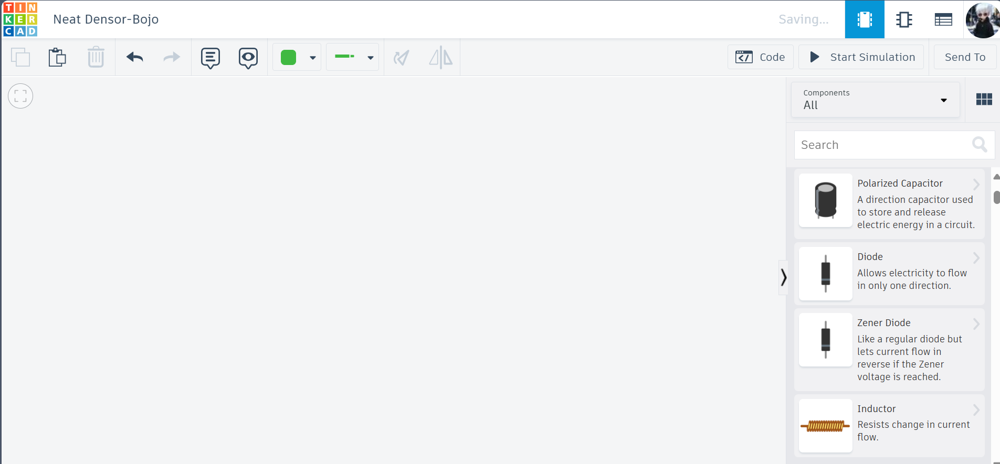 TIN
KER
CAD
Neat Densor-Bojo
Saving...
Code
Start Simulation
Send To
Components
All
Search
Polarized Capacitor
A direction capacitor used
to store and release
electric energy in a circuit.
Diode
Allows electricity to flow
in only one direction.
Zener Diode
Like a regular diode but
lets current flow in
reverse if the Zener
voltage is reached.
Inductor
Resists change in current
flow.